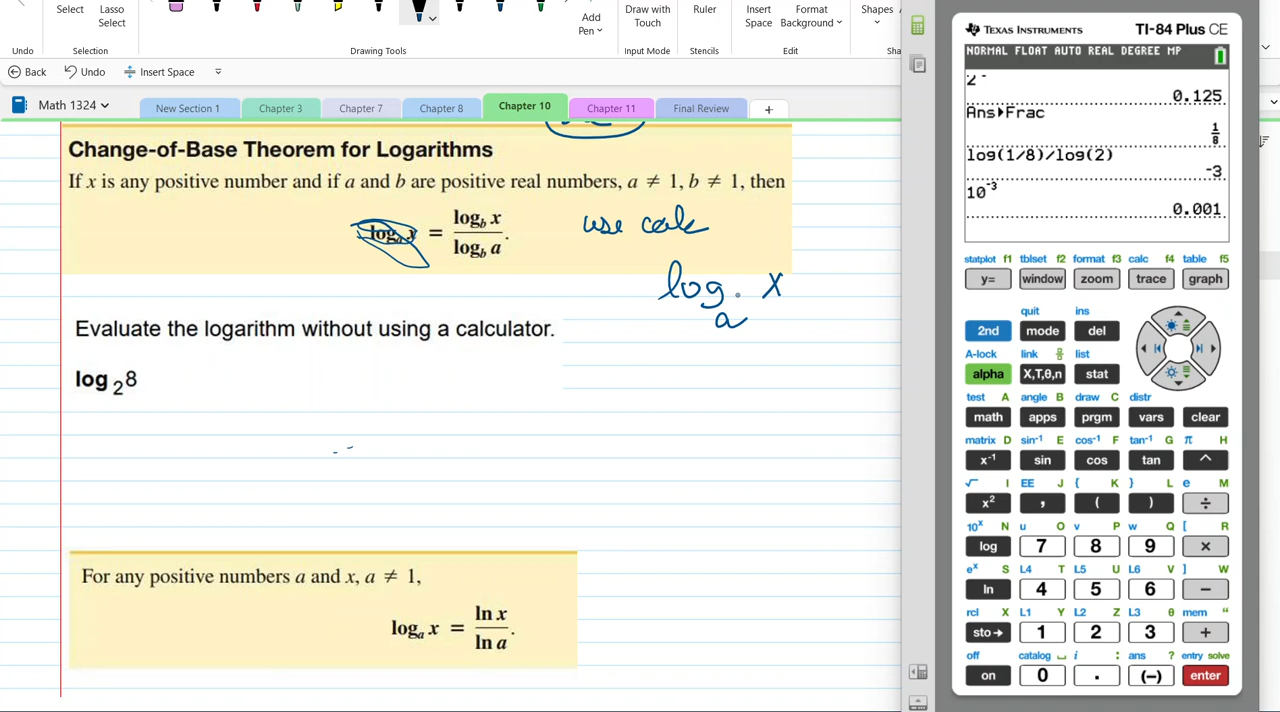 Select
Lasso
Select
Add
Pen
Draw with
Touch
Ruler
Insert
Space
Format
Background
Shapes
Undo
Selection
Drawing Tools
Input Mode
Stencils
Edit
Back
Undo
Insert Space
Math 1324
New Section 1
Chapter 3
Chapter 7
Chapter 8
Chapter 10
Chapter 11
Final Review
+
Change-of-Base Theorem for Logarithms
If x is any positive number and if a and b are positive real numbers, a ≠ 1, b ≠ 1, then
logₐ x = log_b x / log_b a.
use calc
logₐ x
Evaluate the logarithm without using a calculator.
log₂8
For any positive numbers a and x, a ≠ 1,
logₐ x = ln x / ln a.
TEXAS INSTRUMENTS TI-84 Plus CE
NORMAL FLOAT AUTO REAL DEGREE MP
0.125
Ans▸Frac
1/8
log(1/8)/log(2)
-3
10⁻³
0.001
statplot f1 tblset f2 format f3 calc f4 table f5
y= window zoom trace graph
quit ins
2nd mode del
A-lock link list
alpha X,T,θ,n stat
test A angle B draw C distr
math apps prgm vars clear
matrix D sin⁻¹ E cos⁻¹ F tan⁻¹ G π H
x⁻¹ sin cos tan ^
√ I EE J { K } L e M
x² , ( ) ÷
10ˣ N u O v P w Q [ R
log 7 8 9 ×
eˣ S L4 T L5 U L6 V ] W
ln 4 5 6 −
rcl X L1 Y L2 Z L3 θ mem "
sto→ 1 2 3 +
off catalog ␣ i : ans ? entry solve
on 0 . (−) enter